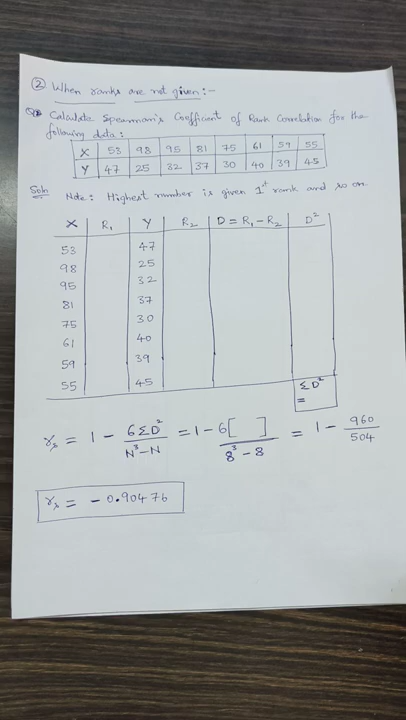 ② When ranks are not given :-
Q> Calculate Spearman's Coefficient of Rank Correlation for the
following data :
X 53 98 95 81 75 61 59 55
Y 47 25 32 37 30 40 39 45
Soln Note: Highest number is given 1st rank and so on.
X R₁ Y R₂ D = R₁ - R₂ D²
53 47
98 25
95 32
81 37
75 30
61 40
59 39
55 45
ΣD² =
rₛ = 1 - 6ΣD² / N³-N = 1 - 6[ ] / 8³-8 = 1 - 960 / 504
rₛ = - 0.90476